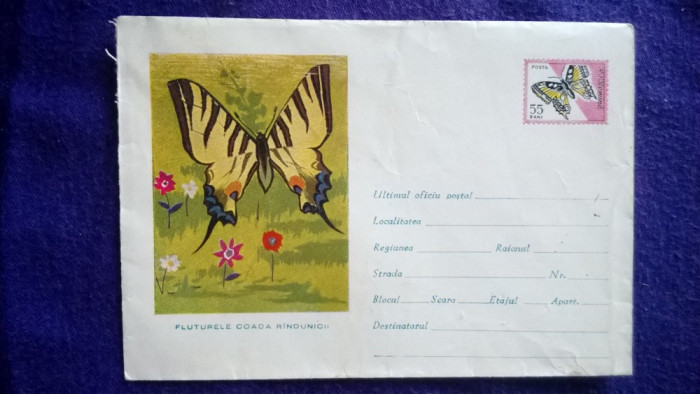 POSTA
55
BANI
Ultimul oficiu poștal
Localitatea
Regiunea Raionul
Strada Nr.
Blocul Scara Etajul Apart.
Destinatarul
FLUTURELE COADA RÎNDUNICII